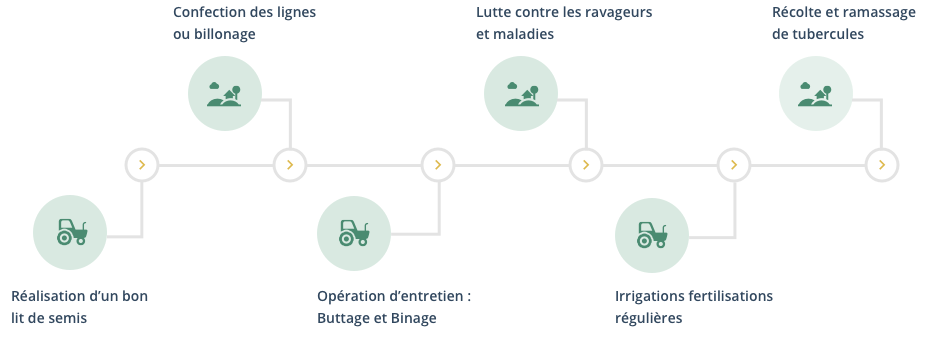 Confection des lignes
ou billonage
Lutte contre les ravageurs
et maladies
Récolte et ramassage
de tubercules
Réalisation d’un bon
lit de semis
Opération d’entretien :
Buttage et Binage
Irrigations fertilisations
régulières